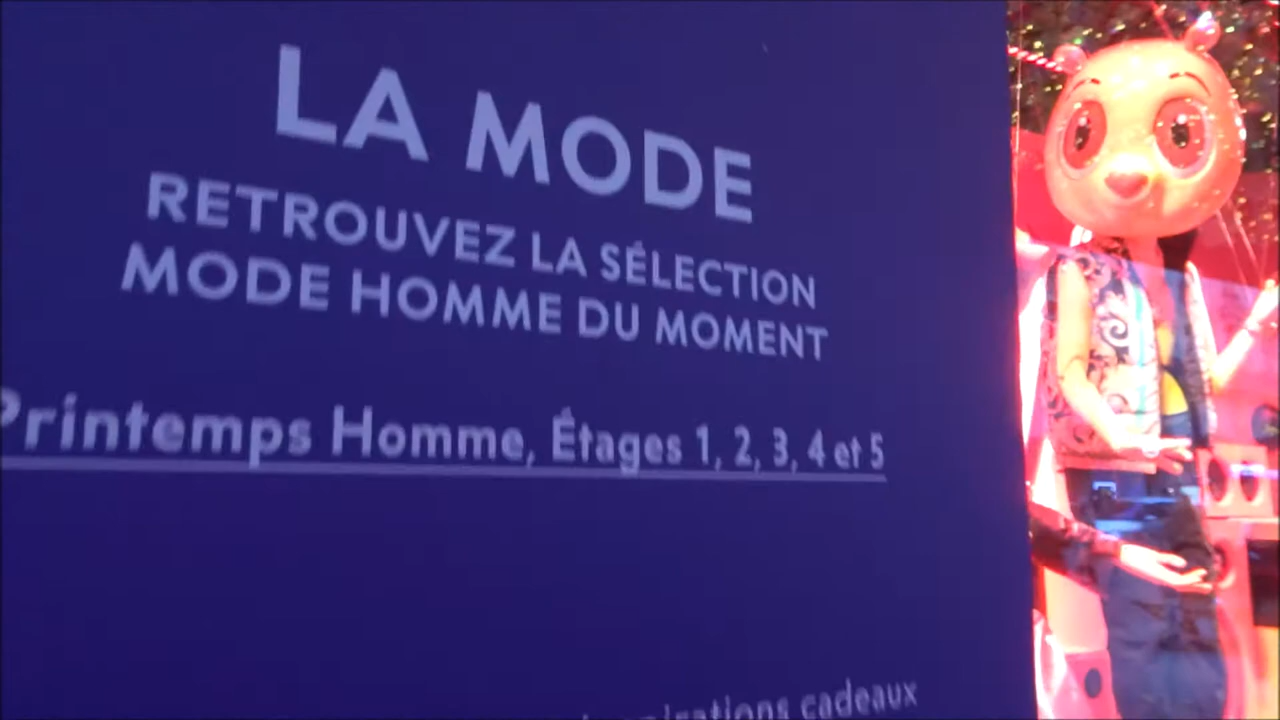 LA MODE
RETROUVEZ LA SÉLECTION
MODE HOMME DU MOMENT
Printemps Homme, Étages 1, 2, 3, 4 et 5
cadeaux